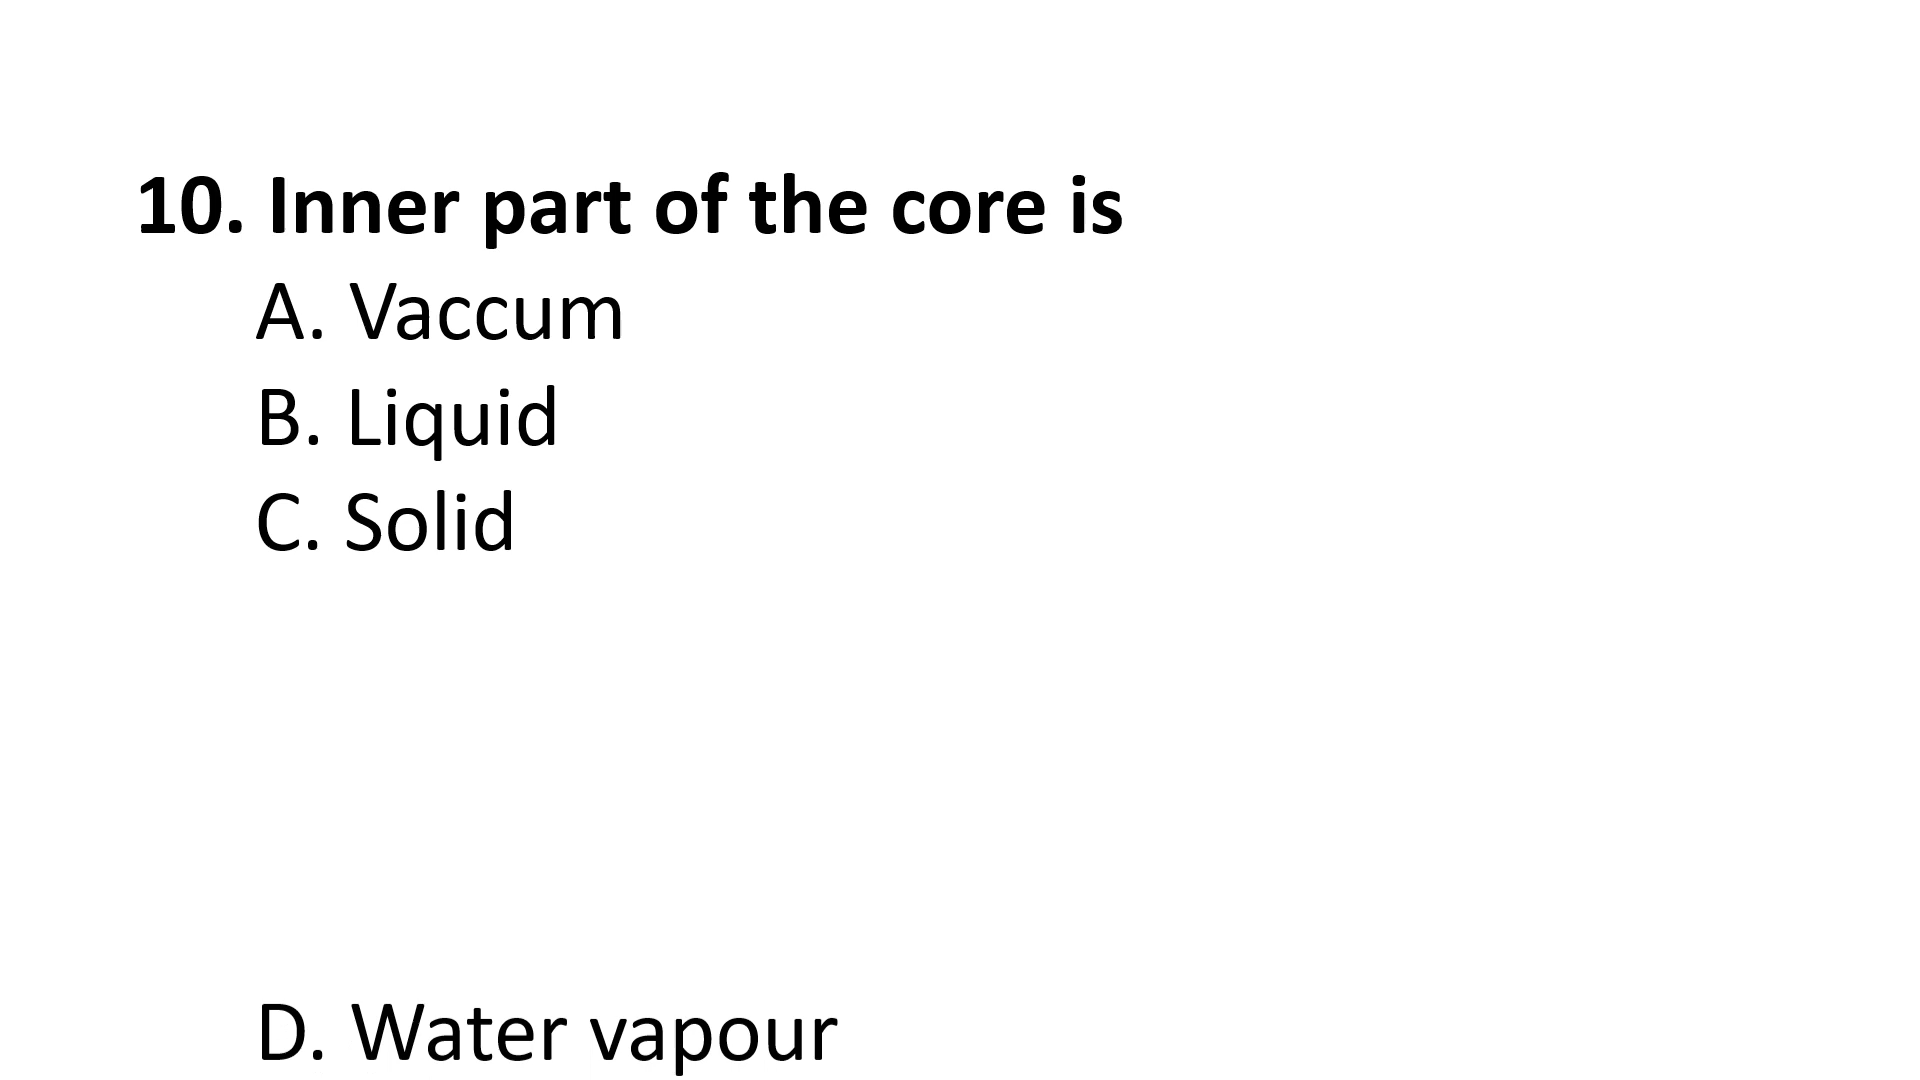 10. Inner part of the core is
A. Vaccum
B. Liquid
C. Solid
D. Water vapour